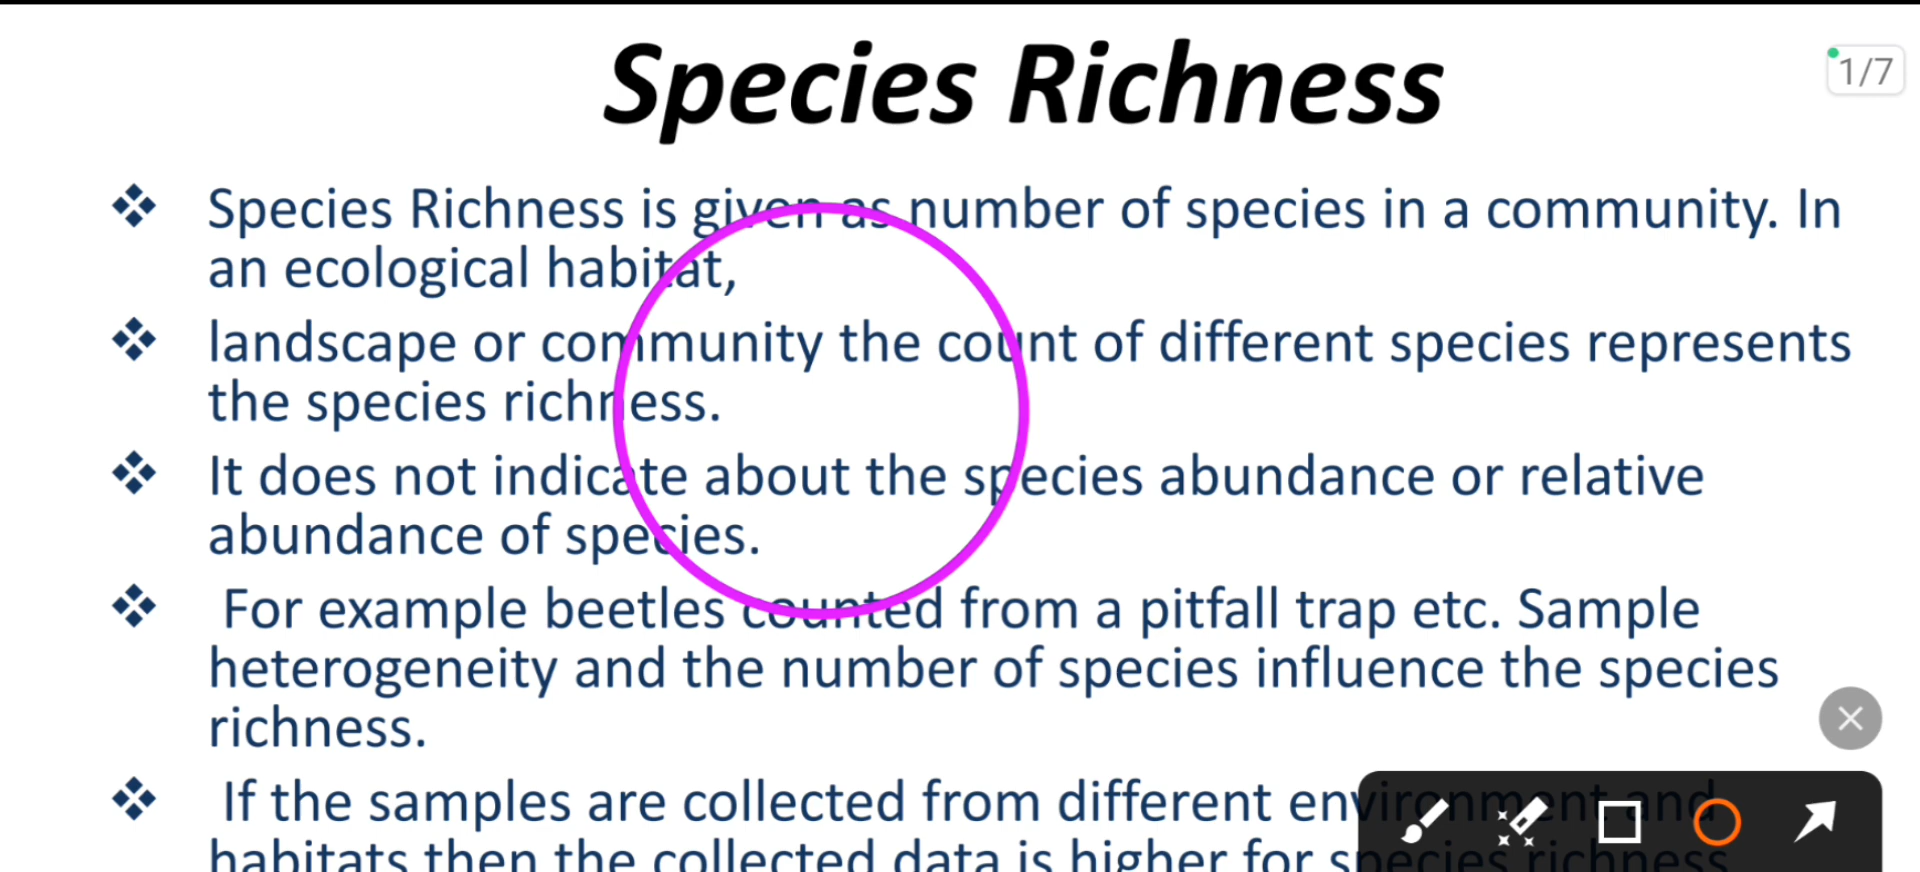 Species Richness
1/7
❖ Species Richness is given as number of species in a community. In
an ecological habitat,
❖ landscape or community the count of different species represents
the species richness.
❖ It does not indicate about the species abundance or relative
abundance of species.
❖ For example beetles counted from a pitfall trap etc. Sample
heterogeneity and the number of species influence the species
richness.
❖ If the samples are collected from different environment and
habitats then the collected data is higher for species richness